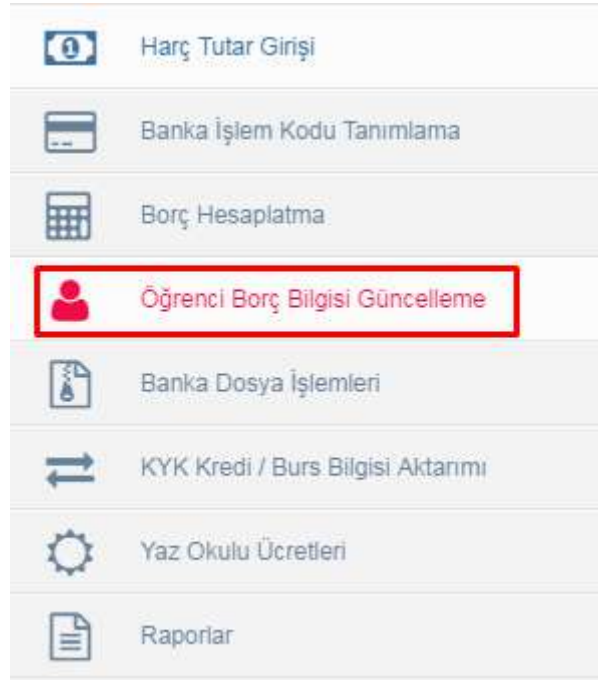 Harç Tutar Girişi
Banka İşlem Kodu Tanımlama
Borç Hesaplatma
Öğrenci Borç Bilgisi Güncelleme
Banka Dosya İşlemleri
KYK Kredi / Burs Bilgisi Aktarımı
Yaz Okulu Ücretleri
Raporlar